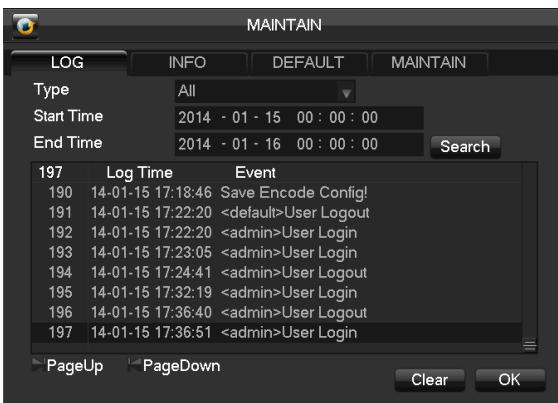 MAINTAIN
LOG INFO DEFAULT MAINTAIN
Type All
Start Time 2014 - 01 - 15 00 : 00 : 00
End Time 2014 - 01 - 16 00 : 00 : 00 Search
197 Log Time Event
190 14-01-15 17:18:46 Save Encode Config!
191 14-01-15 17:22:20 <default>User Logout
192 14-01-15 17:22:20 <admin>User Login
193 14-01-15 17:23:05 <admin>User Login
194 14-01-15 17:24:41 <admin>User Logout
195 14-01-15 17:32:19 <admin>User Login
196 14-01-15 17:36:40 <admin>User Logout
197 14-01-15 17:36:51 <admin>User Login
PageUp PageDown
Clear OK